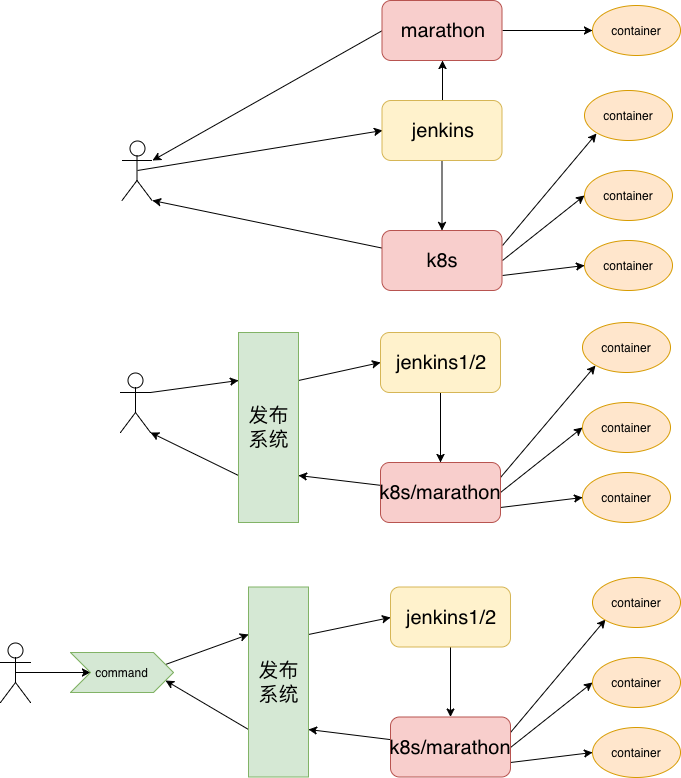 marathon
container
jenkins
container
container
k8s
container
jenkins1/2
container
发布
系统
container
k8s/marathon
container
jenkins1/2
container
command
发布
系统
container
k8s/marathon
container